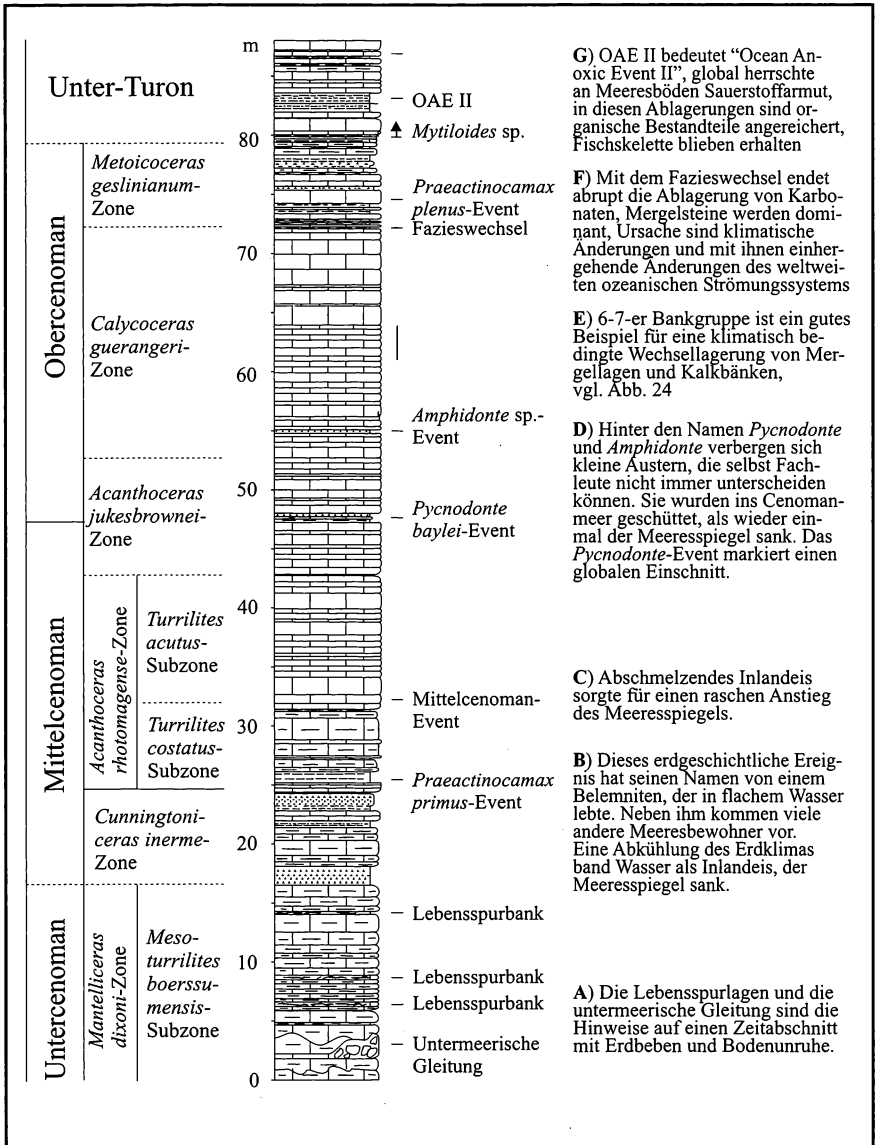 m
Unter-Turon
OAE II
Mytiloides sp.
80
Metoicoceras
geslinianum-
Zone
Praeactinocamax
plenus-Event
Fazieswechsel
70
Obercenoman
Calycoceras
guerangeri-
Zone
60
Amphidonte sp.-
Event
Acanthoceras
jukesbrownei-
Zone
50
Pycnodonte
baylei-Event
40
Mittelcenoman
Acanthoceras
rhotomagense-Zone
Turrilites
acutus-
Subzone
Mittelcenoman-
Event
30
Turrilites
costatus-
Subzone
Praeactinocamax
primus-Event
Cunningtoni-
ceras inerme-
Zone
20
Lebensspurbank
Untercenoman
Mantelliceras
dixoni-Zone
Meso-
turrilites
boerssu-
mensis-
Subzone
10
Lebensspurbank
Lebensspurbank
Untermeerische
Gleitung
0
G) OAE II bedeutet “Ocean An-
oxic Event II”, global herrschte
an Meeresböden Sauerstoffarmut,
in diesen Ablagerungen sind or-
ganische Bestandteile angereichert,
Fischskelette blieben erhalten
F) Mit dem Fazieswechsel endet
abrupt die Ablagerung von Karbo-
naten, Mergelsteine werden domi-
nant, Ursache sind klimatische
Änderungen und mit ihnen einher-
gehende Änderungen des weltwei-
ten ozeanischen Strömungssystems
E) 6-7-er Bankgruppe ist ein gutes
Beispiel für eine klimatisch be-
dingte Wechsellagerung von Mer-
gellagen und Kalkbänken,
vgl. Abb. 24
D) Hinter den Namen Pycnodonte
und Amphidonte verbergen sich
kleine Austern, die selbst Fach-
leute nicht immer unterscheiden
können. Sie wurden ins Cenoman-
meer geschüttet, als wieder ein-
mal der Meeresspiegel sank. Das
Pycnodonte-Event markiert einen
globalen Einschnitt.
C) Abschmelzendes Inlandeis
sorgte für einen raschen Anstieg
des Meeresspiegels.
B) Dieses erdgeschichtliche Ereig-
nis hat seinen Namen von einem
Belemniten, der in flachem Wasser
lebte. Neben ihm kommen viele
andere Meeresbewohner vor.
Eine Abkühlung des Erdklimas
band Wasser als Inlandeis, der
Meeresspiegel sank.
A) Die Lebensspurlagen und die
untermeerische Gleitung sind die
Hinweise auf einen Zeitabschnitt
mit Erdbeben und Bodenunruhe.